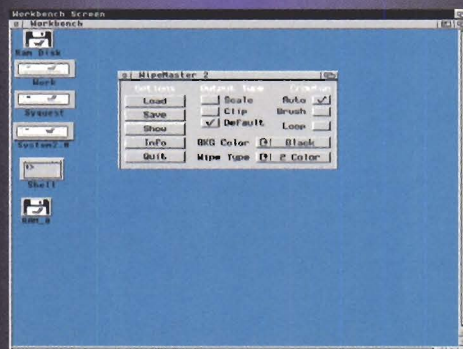 Workbench Screen
Workbench
Ram Disk
Work
Syquest
System2.0
Shell
RAM_0
WipeMaster 2
Options Output Type Creation
Load Scale Auto
Save Clip Brush
Show Default Loop
Info BKG Color Black
Quit Wipe Type 2 Color